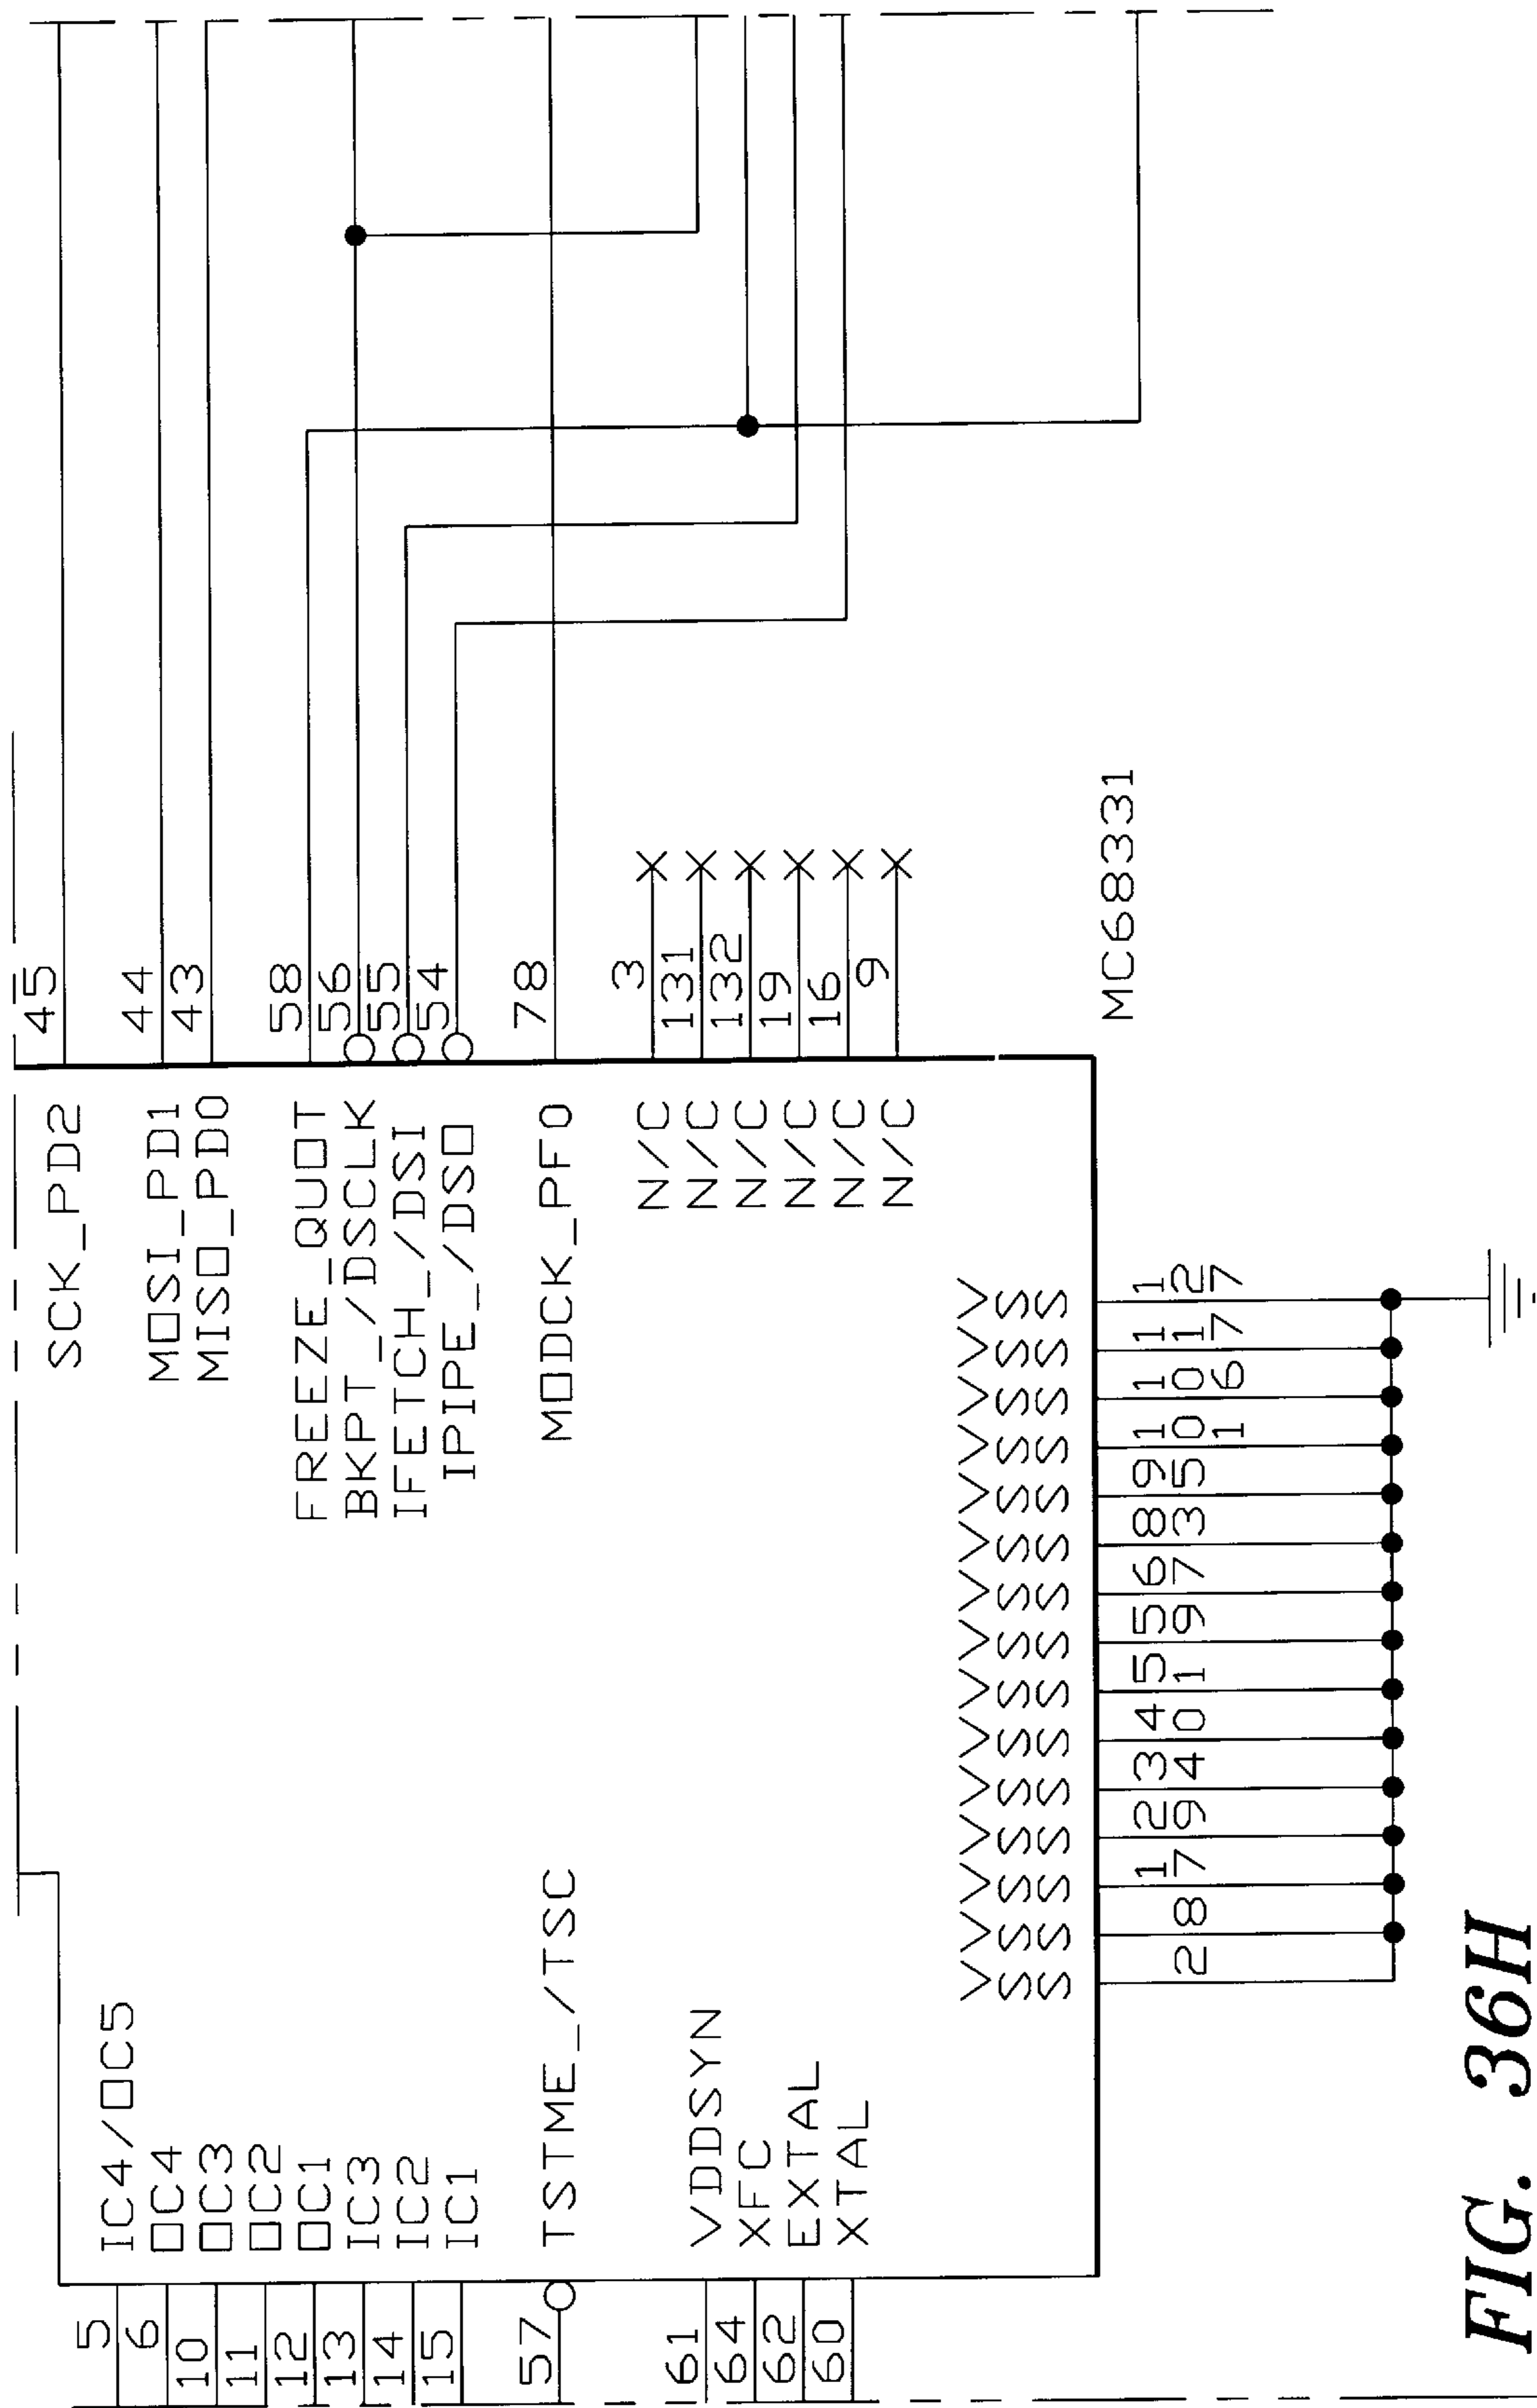 SCK_PD2 45
MOSI_PD1 44
MISO_PD0 43
FREEZE_QUOT 58
BKPT_/DSCLK 56
IFETCH_/DSI 55
IPIPE_/DSO 54
MODCK_PF0 78
N/C 3
N/C 131
N/C 132
N/C 19
N/C 16
N/C 9
5 IC4/OC5
6 OC4
10 OC3
11 OC2
12 OC1
13 IC3
14 IC2
15 IC1
57 TSTME_/TSC
61 VDDSYN
64 XFC
62 EXTAL
60 XTAL
VSS 2
VSS 8
VSS 17
VSS 29
VSS 34
VSS 40
VSS 51
VSS 59
VSS 67
VSS 83
VSS 95
VSS 101
VSS 106
VSS 117
VSS 127
MC68331
FIG. 36H